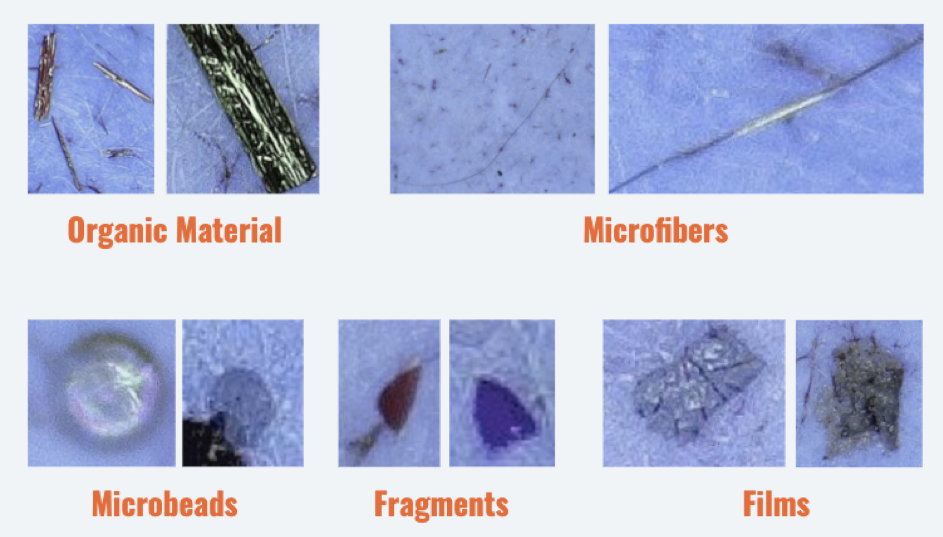 Organic Material
Microfibers
Microbeads
Fragments
Films